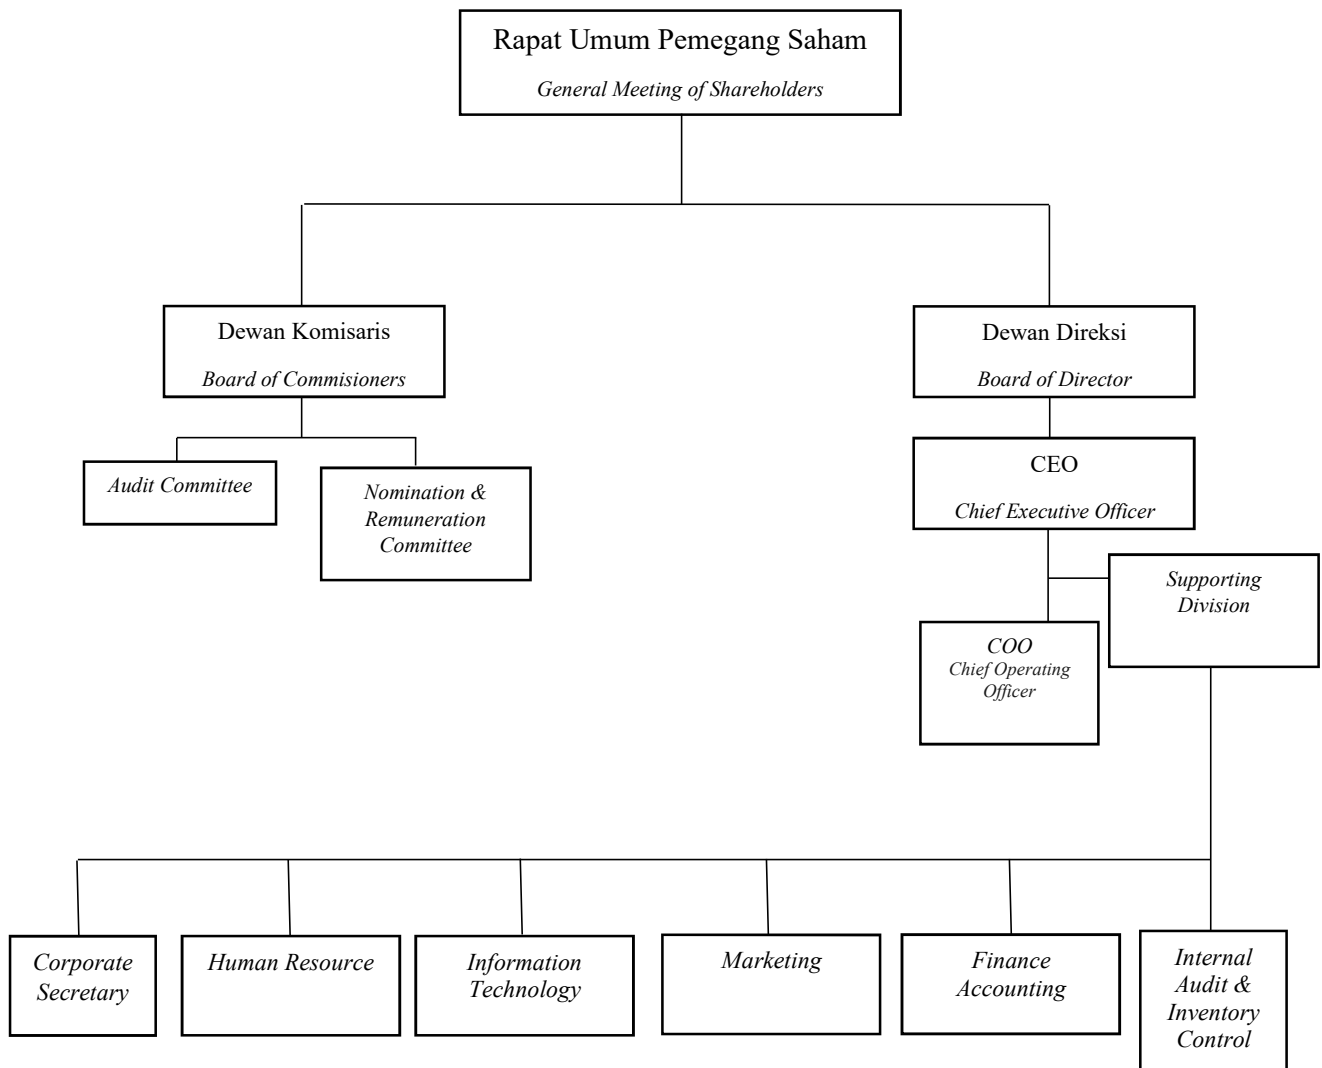 Rapat Umum Pemegang Saham
General Meeting of Shareholders
Dewan Komisaris
Board of Commisioners
Dewan Direksi
Board of Director
Audit Committee
Nomination &
Remuneration
Committee
CEO
Chief Executive Officer
Supporting
Division
COO
Chief Operating
Officer
Corporate
Secretary
Human Resource
Information
Technology
Marketing
Finance
Accounting
Internal
Audit &
Inventory
Control